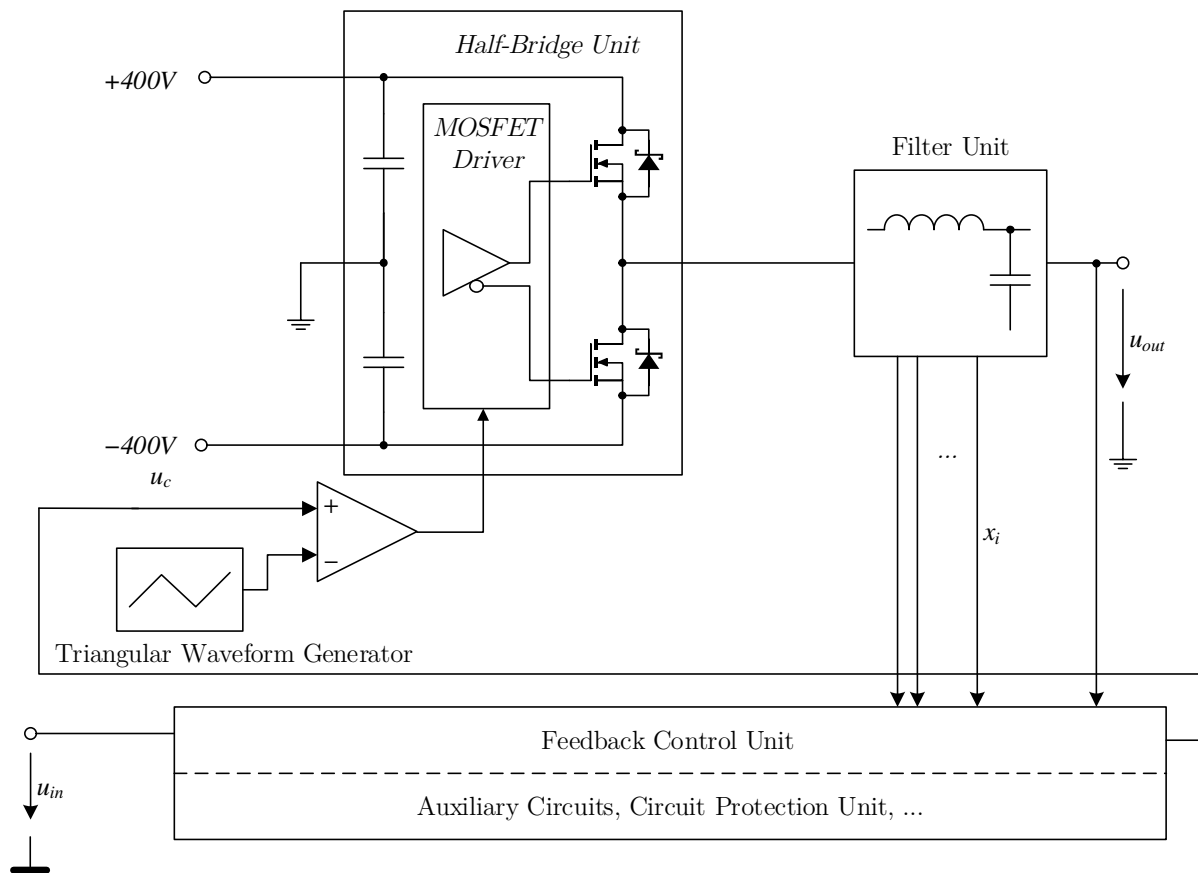 Half-Bridge Unit
+400V
MOSFET
Driver
Filter Unit
u_out
−400V
u_c
...
+
−
x_i
Triangular Waveform Generator
Feedback Control Unit
u_in
Auxiliary Circuits, Circuit Protection Unit, ...